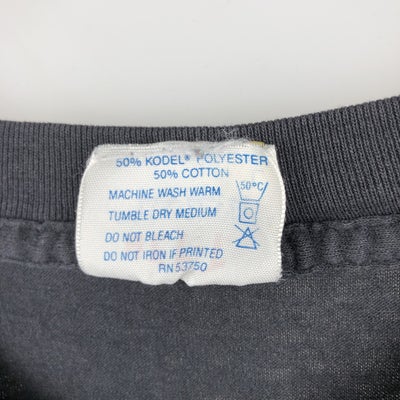 50% KODEL® POLYESTER
50% COTTON
MACHINE WASH WARM 50°C
TUMBLE DRY MEDIUM
DO NOT BLEACH
DO NOT IRON IF PRINTED
RN 53750